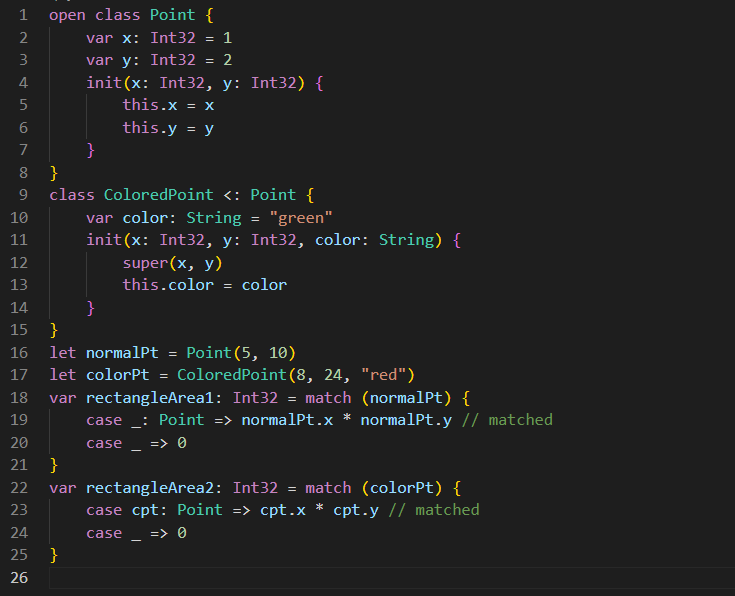 1 open class Point {
2     var x: Int32 = 1
3     var y: Int32 = 2
4     init(x: Int32, y: Int32) {
5         this.x = x
6         this.y = y
7     }
8 }
9 class ColoredPoint <: Point {
10     var color: String = "green"
11     init(x: Int32, y: Int32, color: String) {
12         super(x, y)
13         this.color = color
14     }
15 }
16 let normalPt = Point(5, 10)
17 let colorPt = ColoredPoint(8, 24, "red")
18 var rectangleArea1: Int32 = match (normalPt) {
19     case _: Point => normalPt.x * normalPt.y // matched
20     case _ => 0
21 }
22 var rectangleArea2: Int32 = match (colorPt) {
23     case cpt: Point => cpt.x * cpt.y // matched
24     case _ => 0
25 }
26